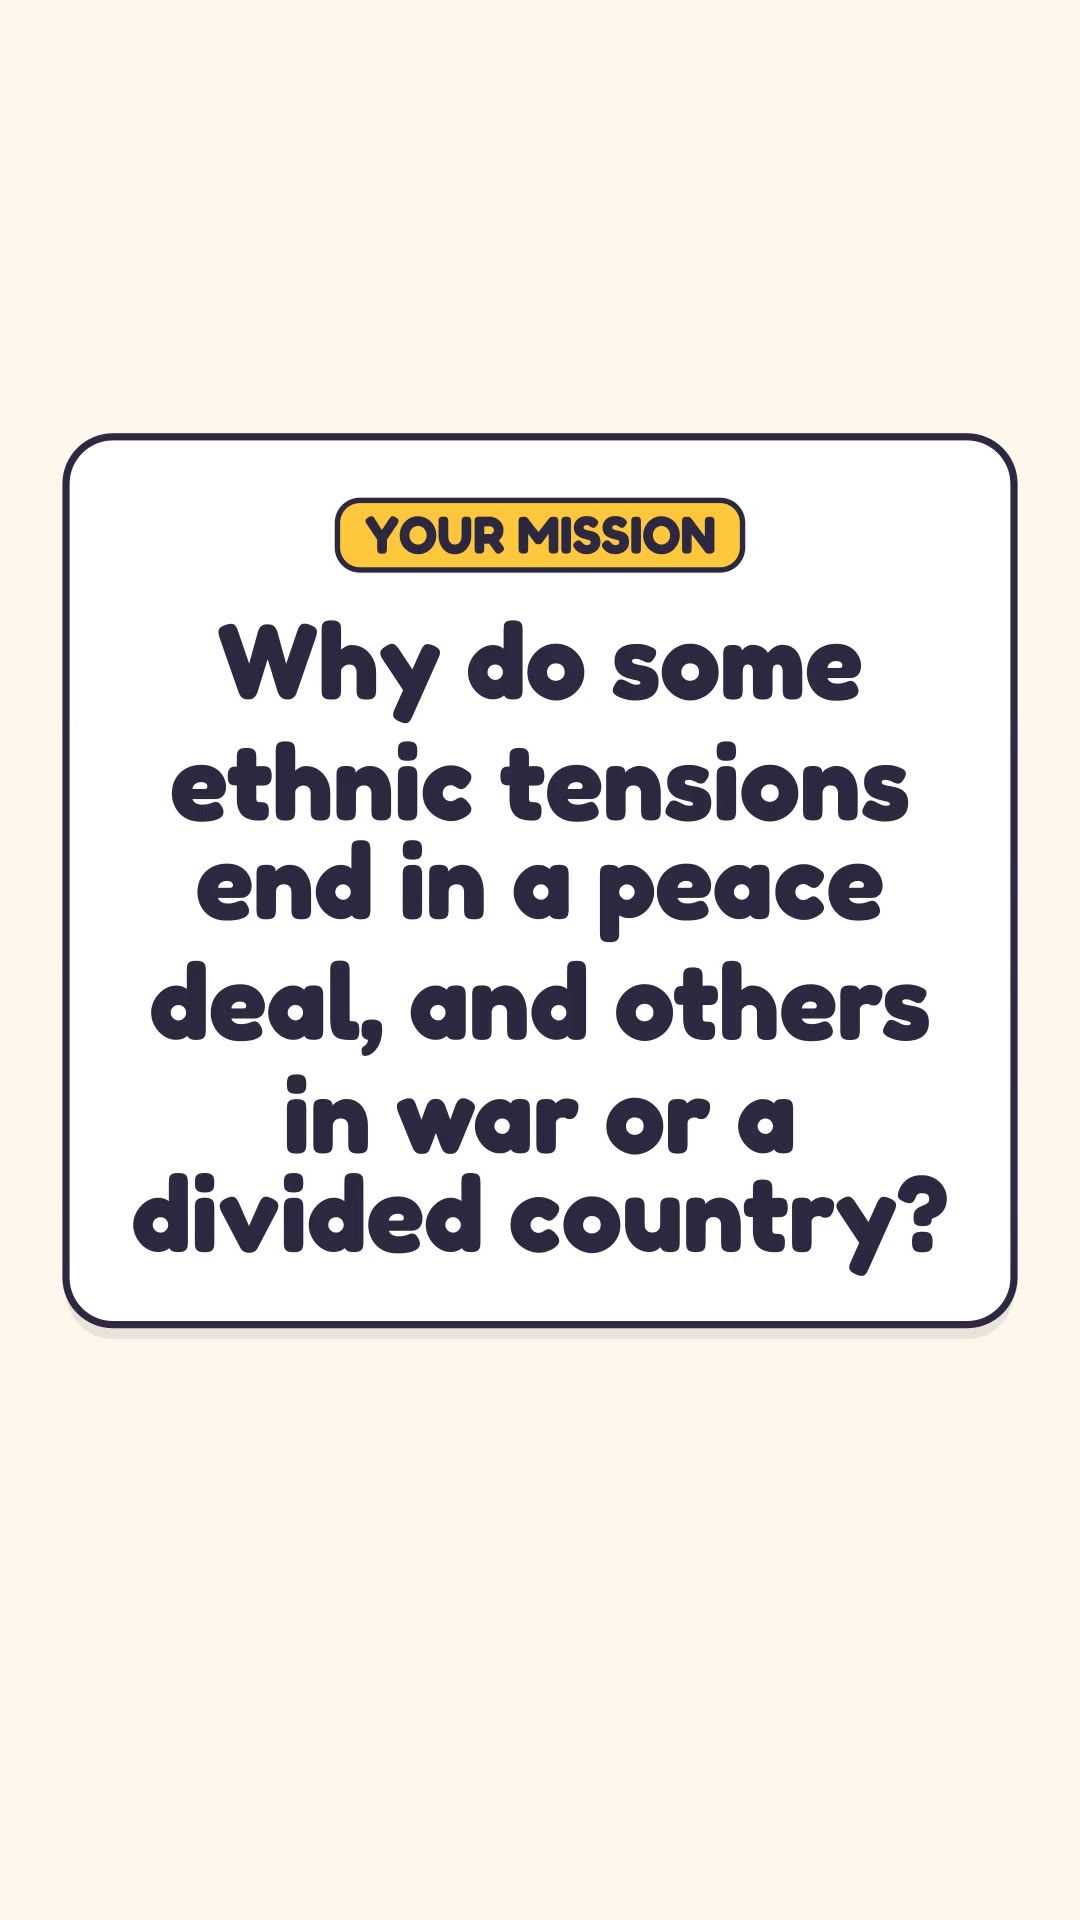 YOUR MISSION
Why do some
ethnic tensions
end in a peace
deal, and others
in war or a
divided country?